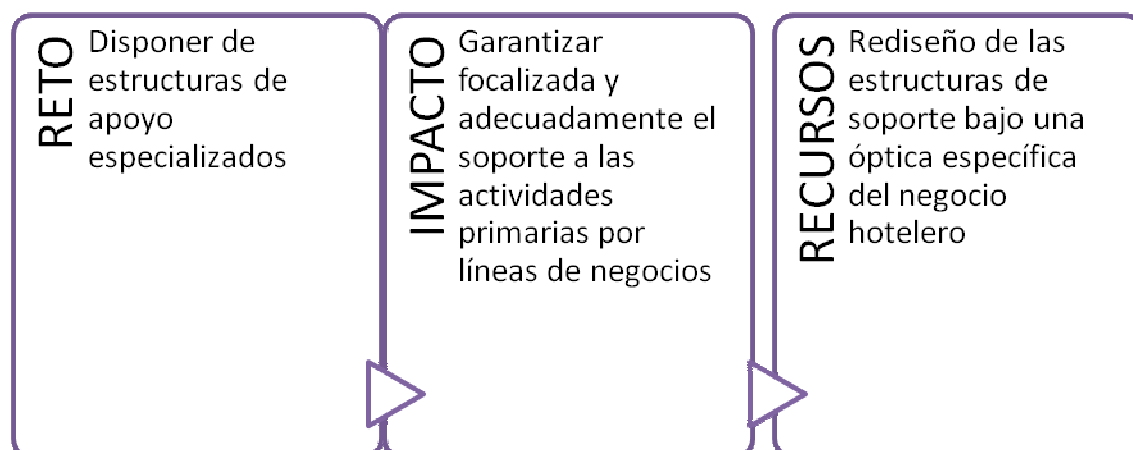 RETO
Disponer de
estructuras de
apoyo
especializados
IMPACTO
Garantizar
focalizada y
adecuadamente el
soporte a las
actividades
primarias por
líneas de negocios
RECURSOS
Rediseño de las
estructuras de
soporte bajo una
óptica específica
del negocio
hotelero